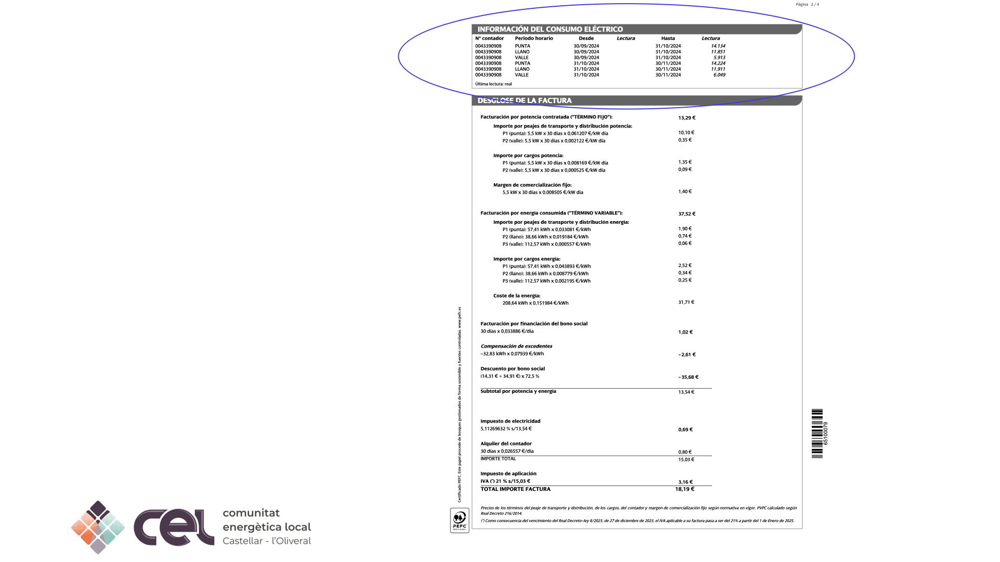 Página 2 / 4
INFORMACIÓN DEL CONSUMO ELÉCTRICO
Nº contador Periodo horario Desde Lectura Hasta Lectura
0043390908 PUNTA 30/09/2024 31/10/2024 14.134
0043390908 LLANO 30/09/2024 31/10/2024 11.851
0043390908 VALLE 30/09/2024 31/10/2024 5.913
0043390908 PUNTA 31/10/2024 30/11/2024 14.224
0043390908 LLANO 31/10/2024 30/11/2024 11.911
0043390908 VALLE 31/10/2024 30/11/2024 6.049
Última lectura: real
DESGLOSE DE LA FACTURA
Facturación por potencia contratada ("TÉRMINO FIJO"): 13,29 €
Importe por peajes de transporte y distribución potencia:
P1 (punta): 5,5 kW x 30 días x 0,061207 €/kW día 10,10 €
P2 (valle): 5,5 kW x 30 días x 0,002122 €/kW día 0,35 €
Importe por cargos potencia:
P1 (punta): 5,5 kW x 30 días x 0,008169 €/kW día 1,35 €
P2 (valle): 5,5 kW x 30 días x 0,000525 €/kW día 0,09 €
Margen de comercialización fijo:
5,5 kW x 30 días x 0,008505 €/kW día 1,40 €
Facturación por energía consumida ("TÉRMINO VARIABLE"): 37,52 €
Importe por peajes de transporte y distribución energía:
P1 (punta): 57,41 kWh x 0,033081 €/kWh 1,90 €
P2 (llano): 38,66 kWh x 0,019184 €/kWh 0,74 €
P3 (valle): 112,57 kWh x 0,000557 €/kWh 0,06 €
Importe por cargos energía:
P1 (punta): 57,41 kWh x 0,043893 €/kWh 2,52 €
P2 (llano): 38,66 kWh x 0,008779 €/kWh 0,34 €
P3 (valle): 112,57 kWh x 0,002195 €/kWh 0,25 €
Coste de la energía:
208,64 kWh x 0,151984 €/kWh 31,71 €
Facturación por financiación del bono social
30 días x 0,033886 €/día 1,02 €
Compensación de excedentes
–32,83 kWh x 0,07939 €/kWh -2,61 €
Descuento por bono social
(14,31 € + 34,91 €) x 72,5 % -35,68 €
Subtotal por potencia y energía 13,54 €
Impuesto de electricidad
5,11269632 % s/13,54 € 0,69 €
Alquiler del contador
30 días x 0,026557 €/día 0,80 €
IMPORTE TOTAL 15,03 €
Impuesto de aplicación
IVA (*) 21 % s/15,03 € 3,16 €
TOTAL IMPORTE FACTURA 18,19 €
Precios de los términos del peaje de transporte y distribución, de los cargos, del contador y margen de comercialización fijo según normativa en vigor. PVPC calculado según
Real Decreto 216/2014.
(*) Como consecuencia del vencimiento del Real Decreto–ley 8/2023, de 27 de diciembre de 2023, el IVA aplicable a su factura pasa a ser del 21% a partir del 1 de Enero de 2025.
Certificado PEFC. Este papel procede de bosques gestionados de forma sostenible y fuentes controladas. www.pefc.es
PEFC
65100079
cel
comunitat
energètica local
Castellar - l'Oliveral